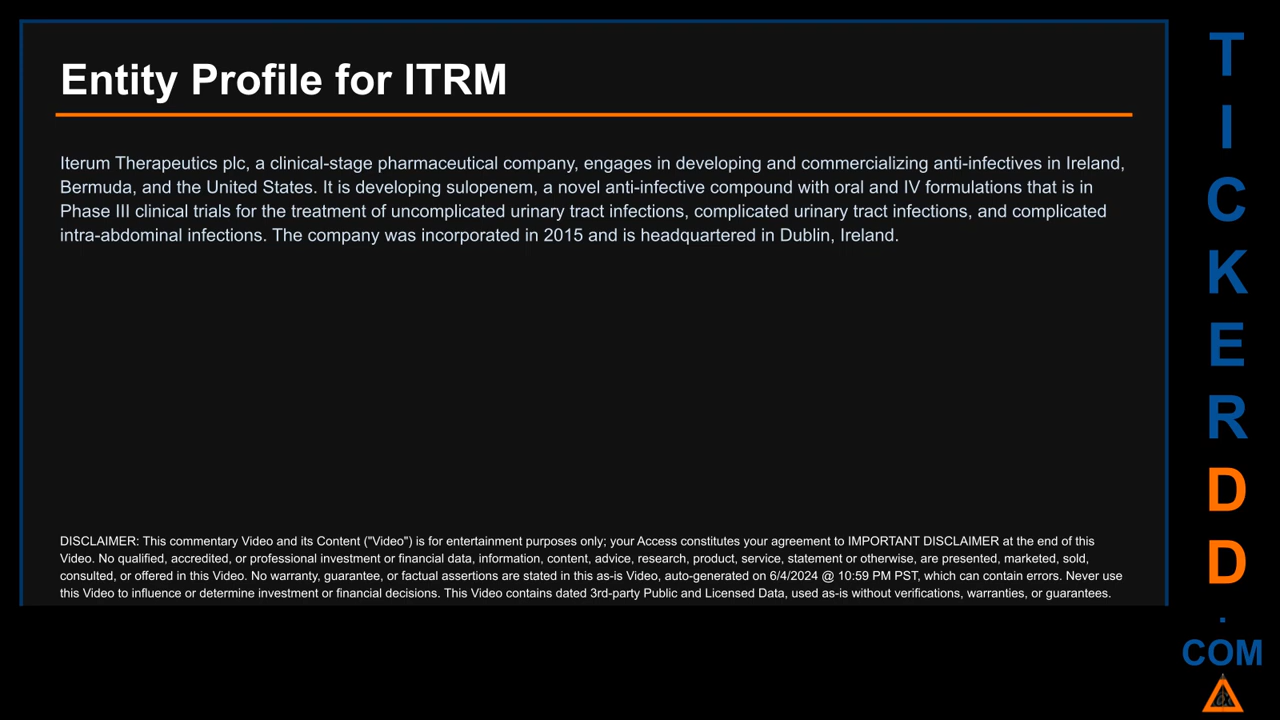 Entity Profile for ITRM
Iterum Therapeutics plc, a clinical-stage pharmaceutical company, engages in developing and commercializing anti-infectives in Ireland,
Bermuda, and the United States. It is developing sulopenem, a novel anti-infective compound with oral and IV formulations that is in
Phase III clinical trials for the treatment of uncomplicated urinary tract infections, complicated urinary tract infections, and complicated
intra-abdominal infections. The company was incorporated in 2015 and is headquartered in Dublin, Ireland.
DISCLAIMER: This commentary Video and its Content ("Video") is for entertainment purposes only; your Access constitutes your agreement to IMPORTANT DISCLAIMER at the end of this
Video. No qualified, accredited, or professional investment or financial data, information, content, advice, research, product, service, statement or otherwise, are presented, marketed, sold,
consulted, or offered in this Video. No warranty, guarantee, or factual assertions are stated in this as-is Video, auto-generated on 6/4/2024 @ 10:59 PM PST, which can contain errors. Never use
this Video to influence or determine investment or financial decisions. This Video contains dated 3rd-party Public and Licensed Data, used as-is without verifications, warranties, or guarantees.
T
I
C
K
E
R
D
D
.
COM